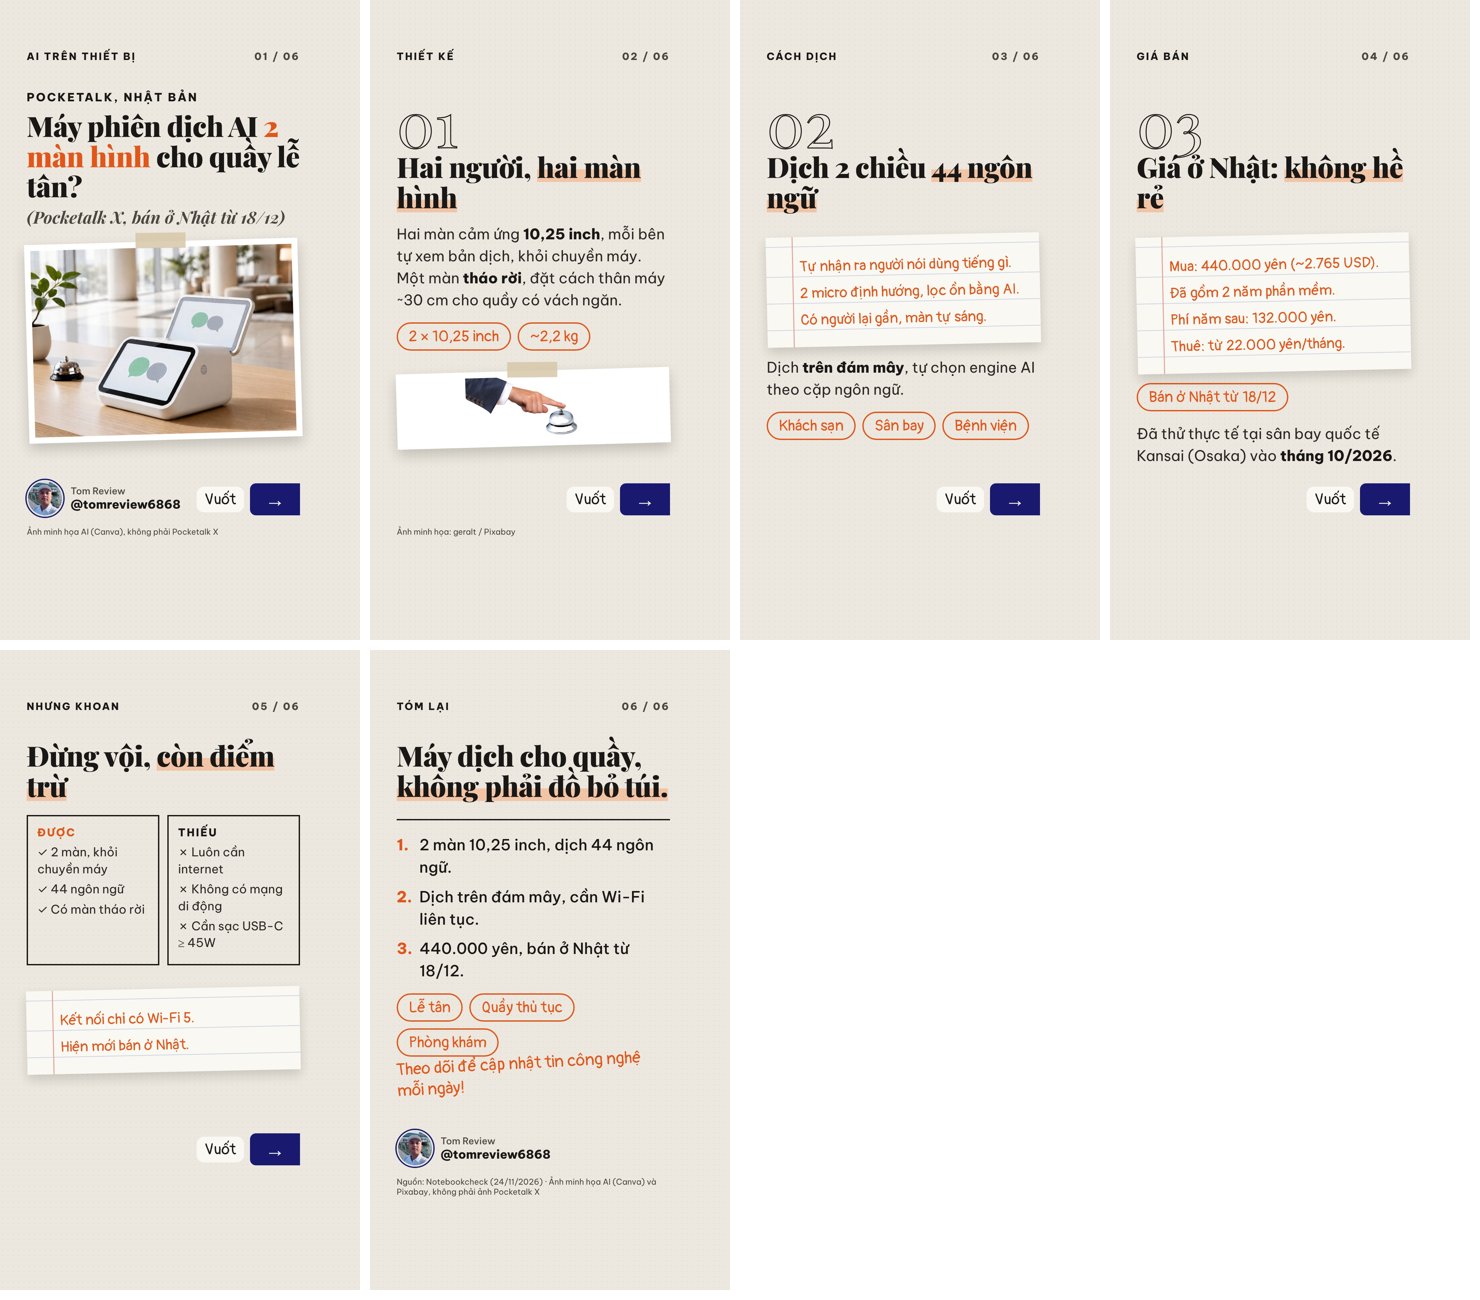 AI TRÊN THIẾT BỊ
01 / 06
POCKETALK, NHẬT BẢN
Máy phiên dịch AI 2
màn hình cho quầy lễ
tân?
(Pocketalk X, bán ở Nhật từ 18/12)
Tom Review
@tomreview6868
Vuốt
→
Ảnh minh họa AI (Canva), không phải Pocketalk X
THIẾT KẾ
02 / 06
01
Hai người, hai màn
hình
Hai màn cảm ứng 10,25 inch, mỗi bên
tự xem bản dịch, khỏi chuyền máy.
Một màn tháo rời, đặt cách thân máy
~30 cm cho quầy có vách ngăn.
2 × 10,25 inch
~2,2 kg
Vuốt
→
Ảnh minh họa: geralt / Pixabay
CÁCH DỊCH
03 / 06
02
Dịch 2 chiều 44 ngôn
ngữ
Tự nhận ra người nói dùng tiếng gì.
2 micro định hướng, lọc ồn bằng AI.
Có người lại gần, màn tự sáng.
Dịch trên đám mây, tự chọn engine AI
theo cặp ngôn ngữ.
Khách sạn
Sân bay
Bệnh viện
Vuốt
→
GIÁ BÁN
04 / 06
03
Giá ở Nhật: không hề
rẻ
Mua: 440.000 yên (~2.765 USD).
Đã gồm 2 năm phần mềm.
Phí năm sau: 132.000 yên.
Thuê: từ 22.000 yên/tháng.
Bán ở Nhật từ 18/12
Đã thử thực tế tại sân bay quốc tế
Kansai (Osaka) vào tháng 10/2026.
Vuốt
→
NHƯNG KHOAN
05 / 06
Đừng vội, còn điểm
trừ
ĐƯỢC
✓ 2 màn, khỏi
chuyền máy
✓ 44 ngôn ngữ
✓ Có màn tháo rời
THIẾU
× Luôn cần
internet
× Không có mạng
di động
× Cần sạc USB-C
≥ 45W
Kết nối chỉ có Wi-Fi 5.
Hiện mới bán ở Nhật.
Vuốt
→
TÓM LẠI
06 / 06
Máy dịch cho quầy,
không phải đồ bỏ túi.
1. 2 màn 10,25 inch, dịch 44 ngôn
ngữ.
2. Dịch trên đám mây, cần Wi-Fi
liên tục.
3. 440.000 yên, bán ở Nhật từ
18/12.
Lễ tân
Quầy thủ tục
Phòng khám
Theo dõi để cập nhật tin công nghệ
mỗi ngày!
Tom Review
@tomreview6868
Nguồn: Notebookcheck (24/11/2026) · Ảnh minh họa AI (Canva) và
Pixabay, không phải ảnh Pocketalk X